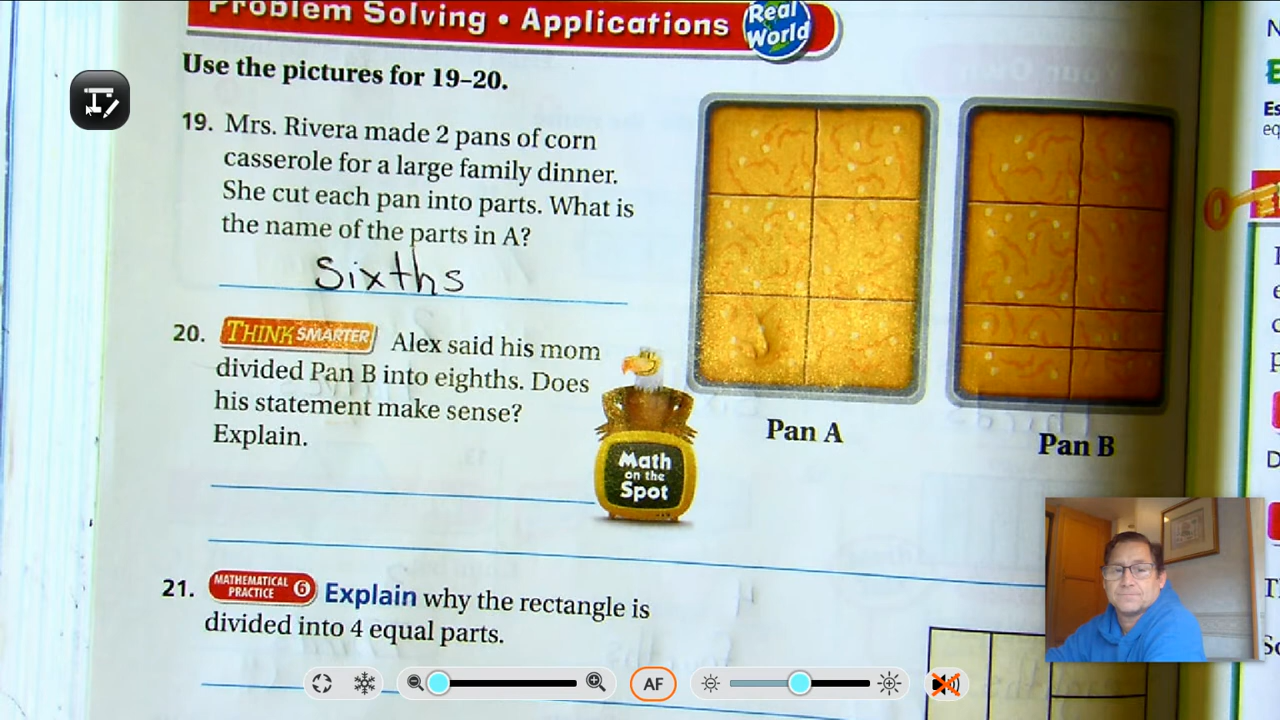 Problem Solving • Applications
Real
World
Use the pictures for 19–20.
19. Mrs. Rivera made 2 pans of corn
casserole for a large family dinner.
She cut each pan into parts. What is
the name of the parts in A?
Sixths
20. THINK SMARTER Alex said his mom
divided Pan B into eighths. Does
his statement make sense?
Explain.
Math
on the
Spot
Pan A
Pan B
21. MATHEMATICAL
PRACTICE 6 Explain why the rectangle is
divided into 4 equal parts.
AF